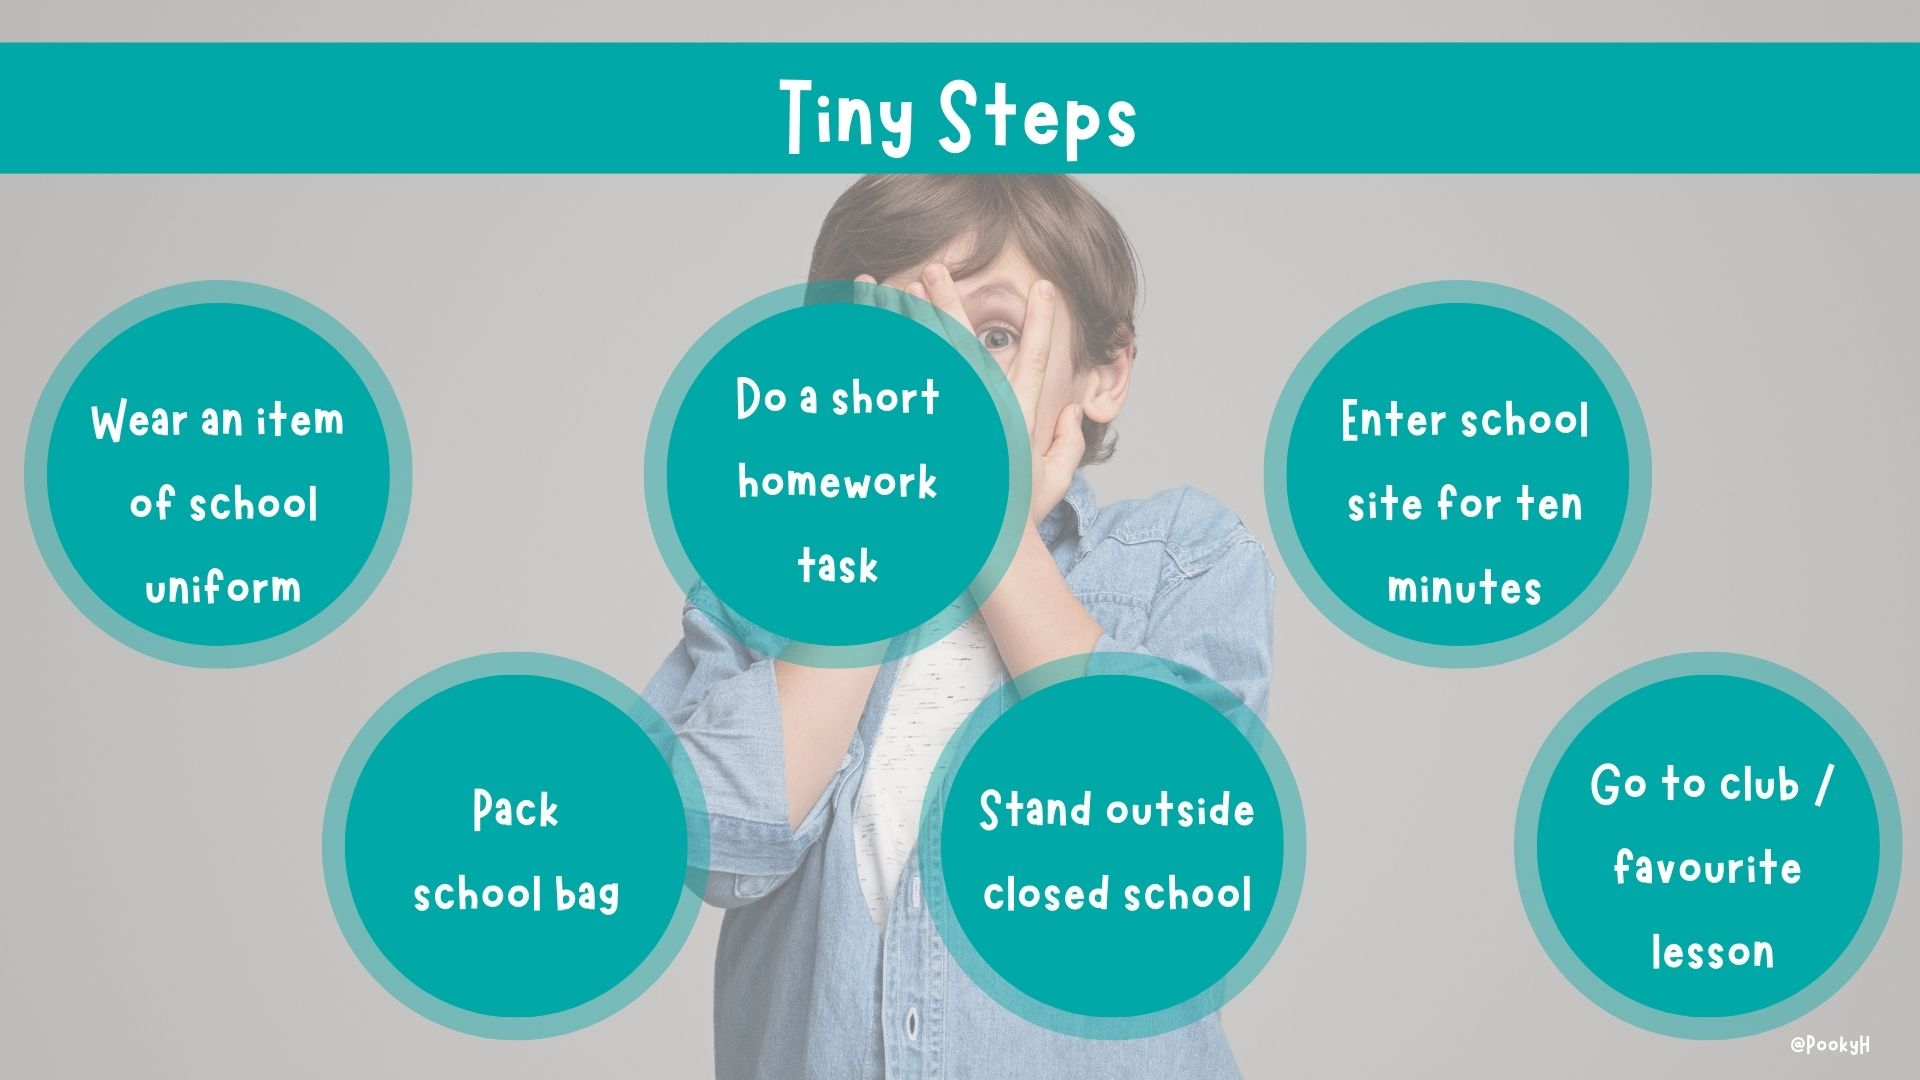 Tiny Steps
Wear an item
of school
uniform
Pack
school bag
Do a short
homework
task
Stand outside
closed school
Enter school
site for ten
minutes
Go to club /
favourite
lesson
@PookyH